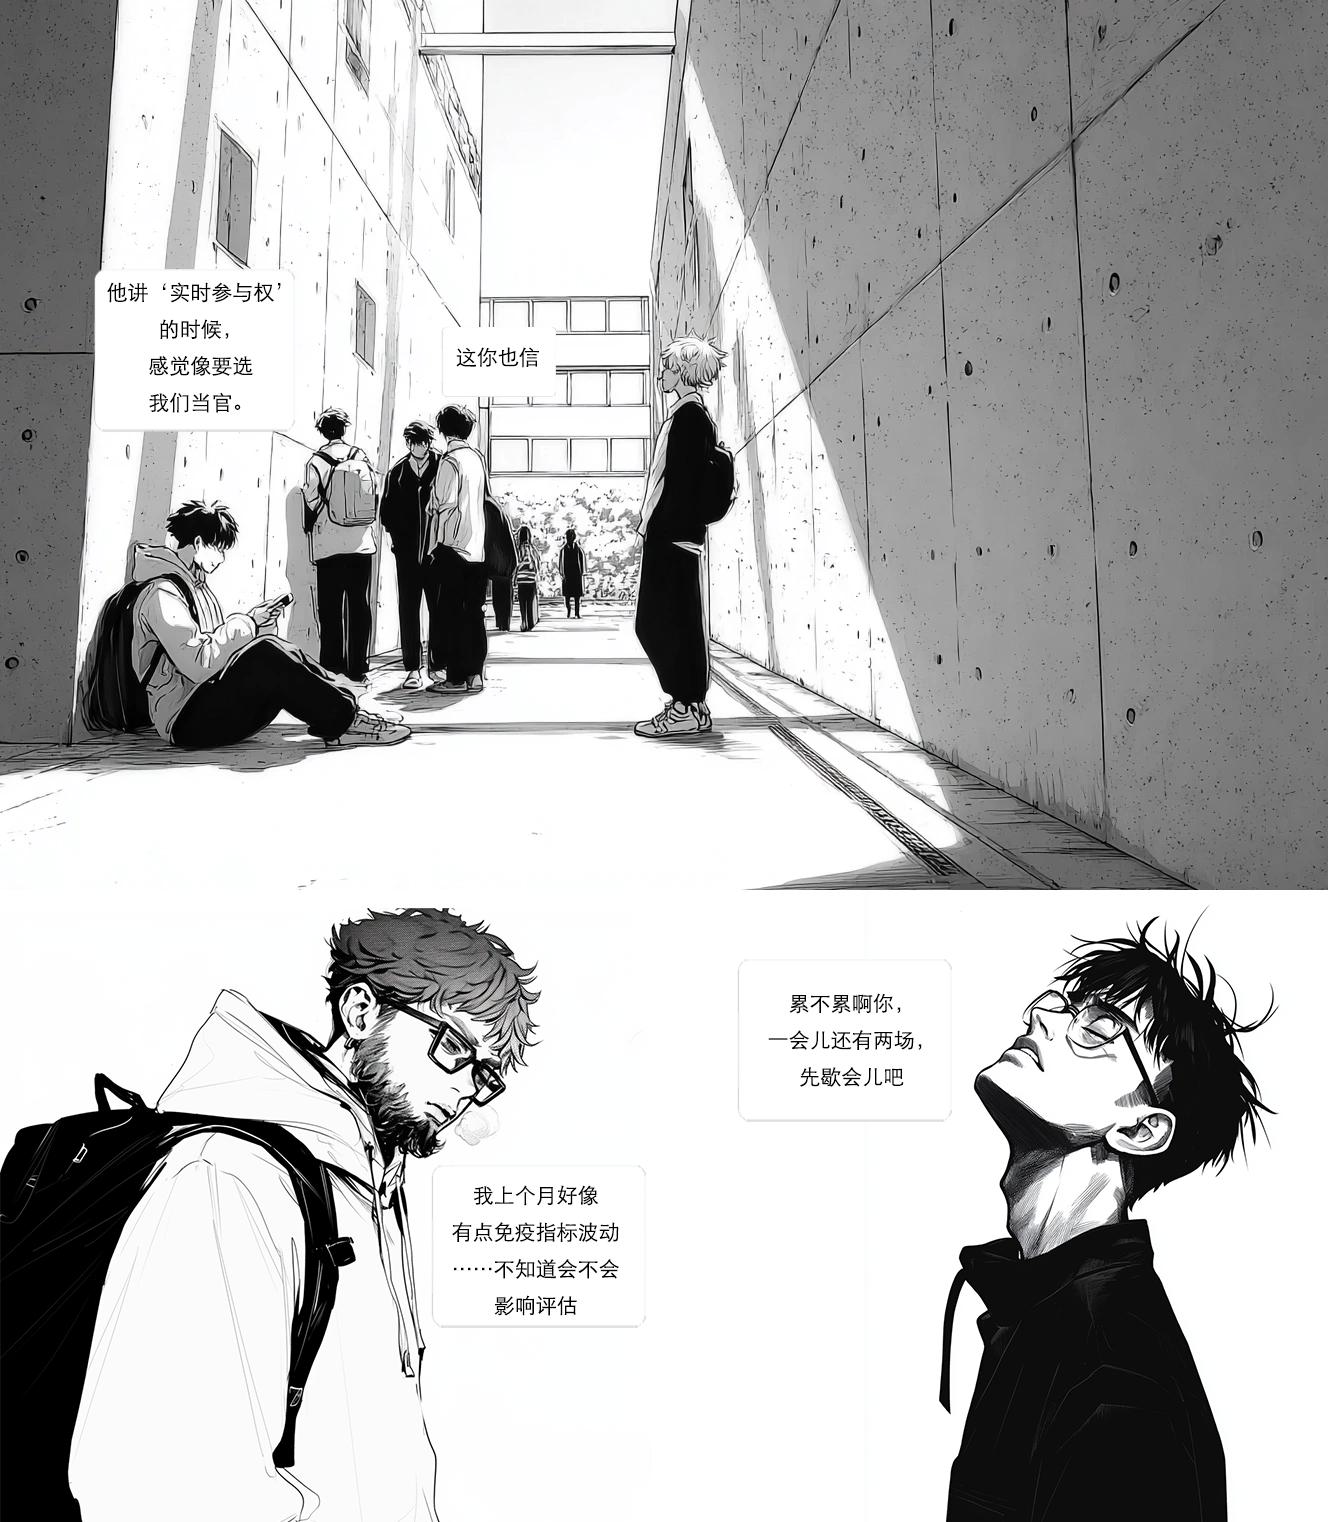 他讲‘实时参与权’
的时候，
感觉像要选
我们当官。
这你也信
累不累啊你，
一会儿还有两场，
先歇会儿吧
我上个月好像
有点免疫指标波动
……不知道会不会
影响评估